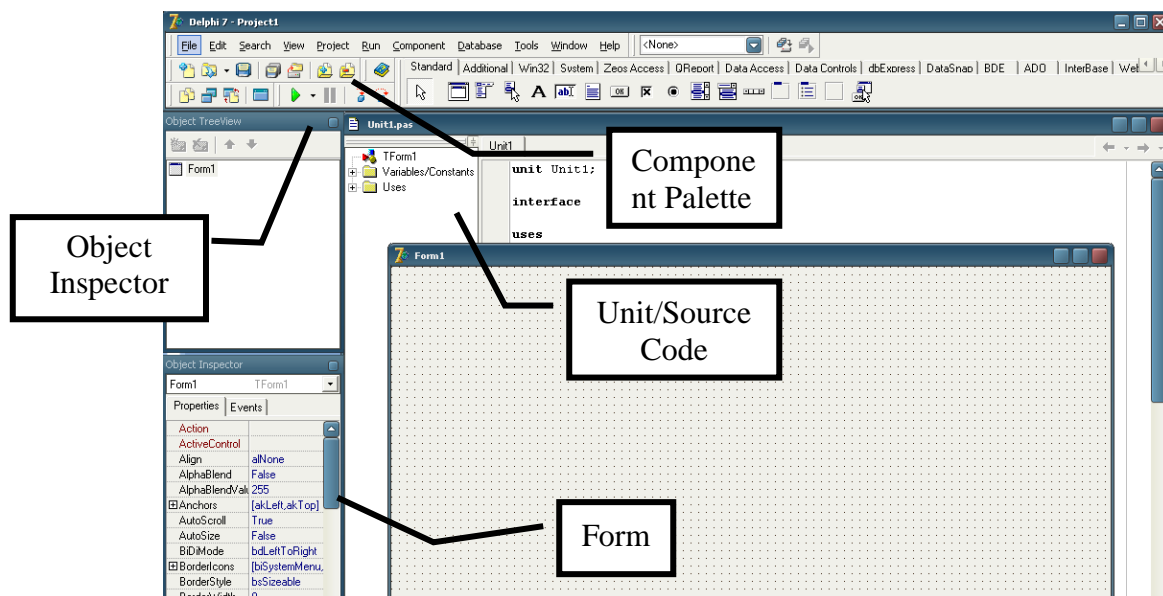 Delphi 7 - Project1
File Edit Search View Project Run Component Database Tools Window Help <None>
Standard Additional Win32 System Zeos Access QReport Data Access Data Controls dbExpress DataSnap BDE ADO InterBase
Object TreeView
Form1
Unit1.pas
TForm1
Variables/Constants
Uses
Unit1
unit Unit1;
interface
uses
Compone
nt Palette
Object
Inspector
Form1
Unit/Source
Code
Form
Object Inspector
Form1 TForm1
Properties Events
Action
ActiveControl
Align alNone
AlphaBlend False
AlphaBlendVal 255
Anchors [akLeft,akTop]
AutoScroll True
AutoSize False
BiDiMode bdLeftToRight
BorderIcons [biSystemMenu,
BorderStyle bsSizeable